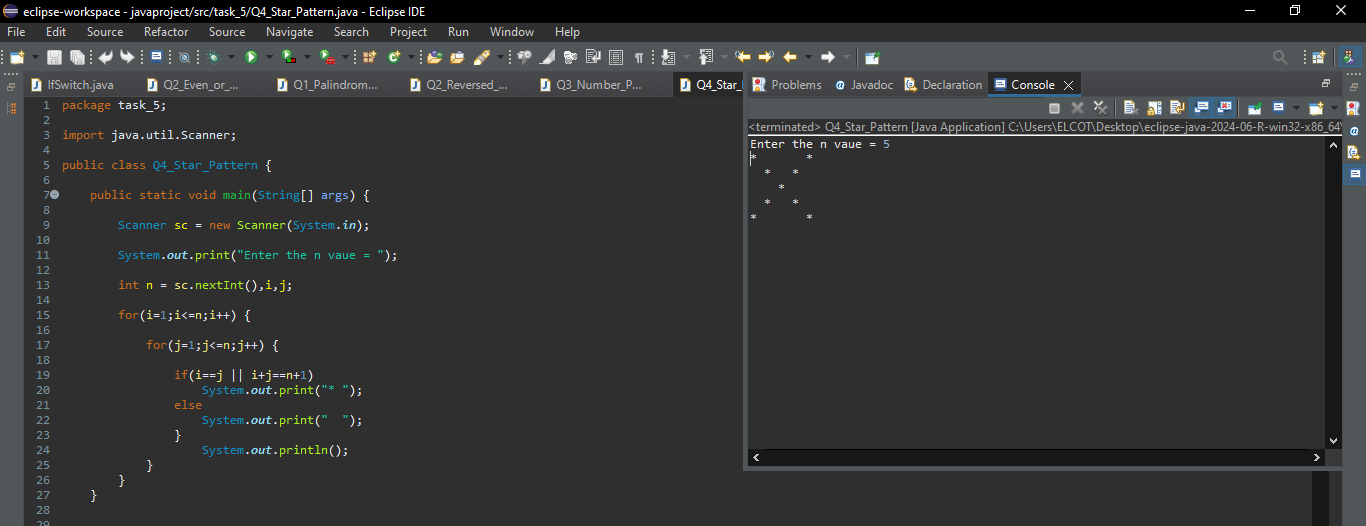 eclipse-workspace - javaproject/src/task_5/Q4_Star_Pattern.java - Eclipse IDE
File Edit Source Refactor Source Navigate Search Project Run Window Help
IfSwitch.java Q2_Even_or_... Q1_Palindrom... Q2_Reversed_... Q3_Number_P... Q4_Star_
Problems @ Javadoc Declaration Console
1 package task_5;
2
3 import java.util.Scanner;
4
5 public class Q4_Star_Pattern {
6
7 public static void main(String[] args) {
8
9 Scanner sc = new Scanner(System.in);
10
11 System.out.print("Enter the n vaue = ");
12
13 int n = sc.nextInt(),i,j;
14
15 for(i=1;i<=n;i++) {
16
17 for(j=1;j<=n;j++) {
18
19 if(i==j || i+j==n+1)
20 System.out.print("* ");
21 else
22 System.out.print("  ");
23 }
24 System.out.println();
25 }
26 }
27 }
28
29
<terminated> Q4_Star_Pattern [Java Application] C:\Users\ELCOT\Desktop\eclipse-java-2024-06-R-win32-x86_64\
Enter the n vaue = 5
*       *
  *   *
    *
  *   *
*       *